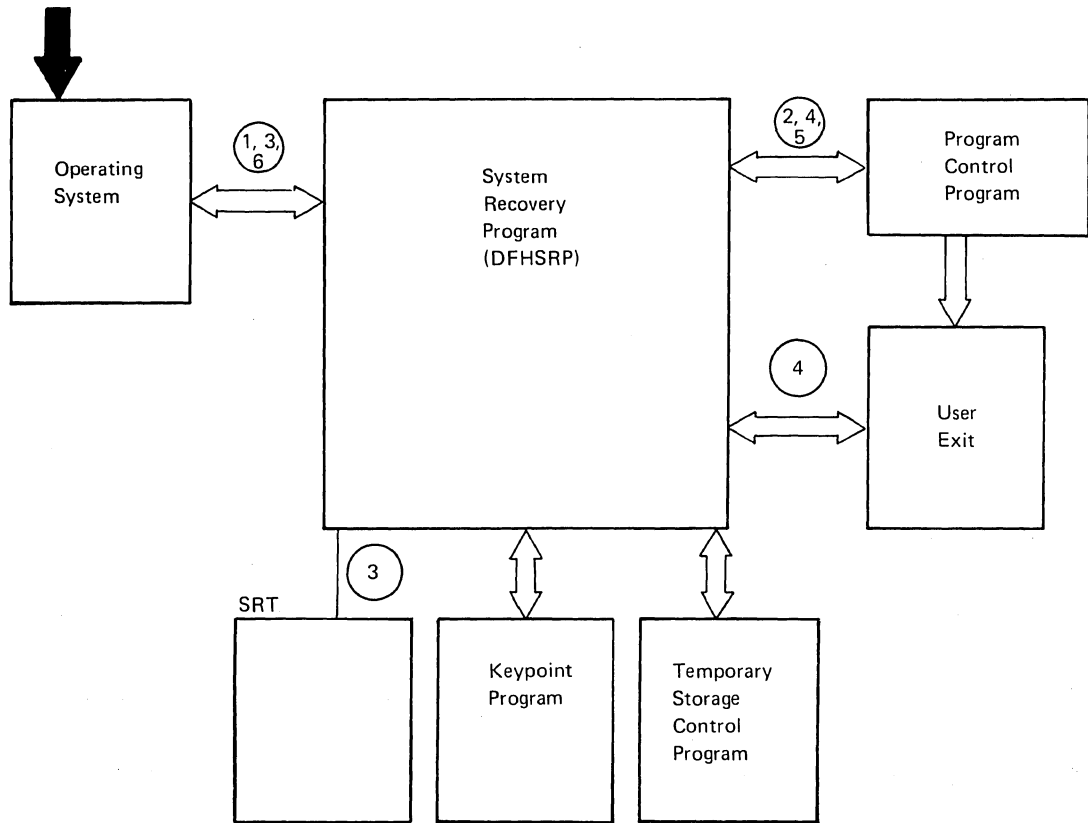 Operating
System
1, 3,
6
System
Recovery
Program
(DFHSRP)
2, 4,
5
Program
Control
Program
4
User
Exit
3
SRT
Keypoint
Program
Temporary
Storage
Control
Program